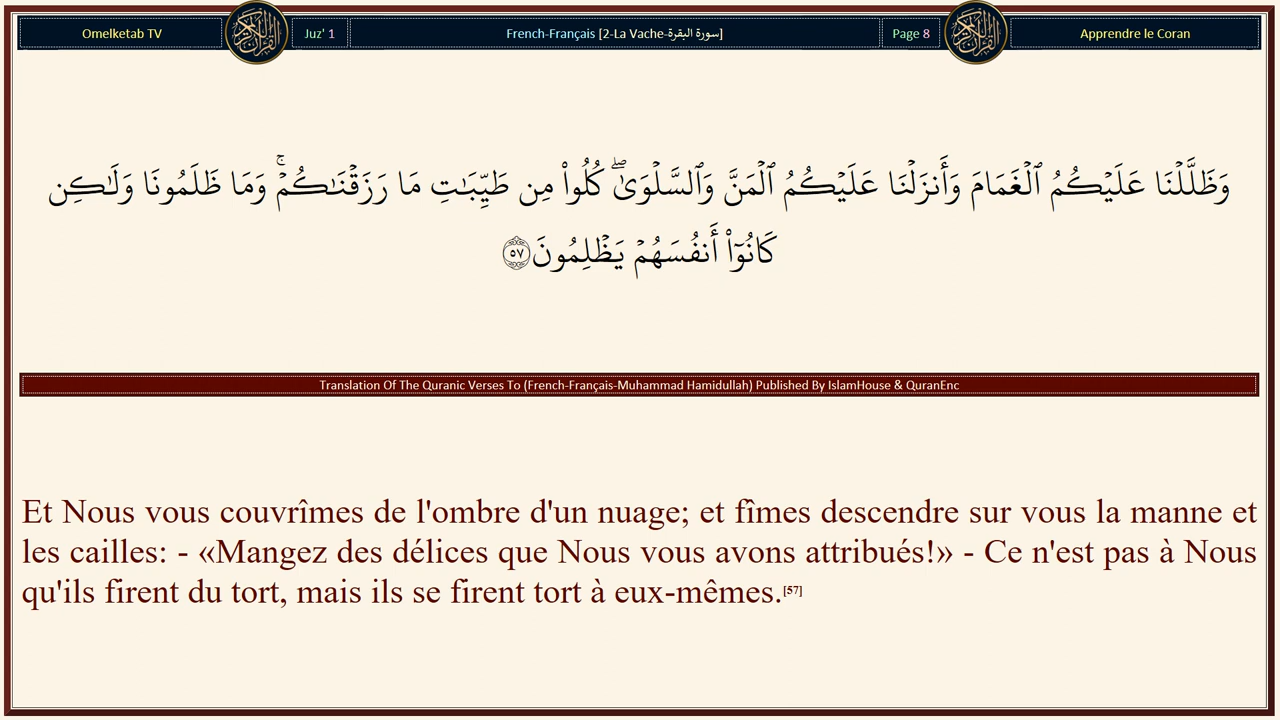 Omelketab TV
Juz' 1
French-Français [2-La Vache-سورة البقرة]
Page 8
Apprendre le Coran
وَظَلَّلۡنَا عَلَيۡكُمُ ٱلۡغَمَامَ وَأَنزَلۡنَا عَلَيۡكُمُ ٱلۡمَنَّ وَٱلسَّلۡوَىٰۖ كُلُواْ مِن طَيِّبَٰتِ مَا رَزَقۡنَٰكُمۡۚ وَمَا ظَلَمُونَا وَلَٰكِن
كَانُوٓاْ أَنفُسَهُمۡ يَظۡلِمُونَ ٥٧
Translation Of The Quranic Verses To (French-Français-Muhammad Hamidullah) Published By IslamHouse & QuranEnc
Et Nous vous couvrîmes de l'ombre d'un nuage; et fîmes descendre sur vous la manne et
les cailles: - «Mangez des délices que Nous vous avons attribués!» - Ce n'est pas à Nous
qu'ils firent du tort, mais ils se firent tort à eux-mêmes.[57]